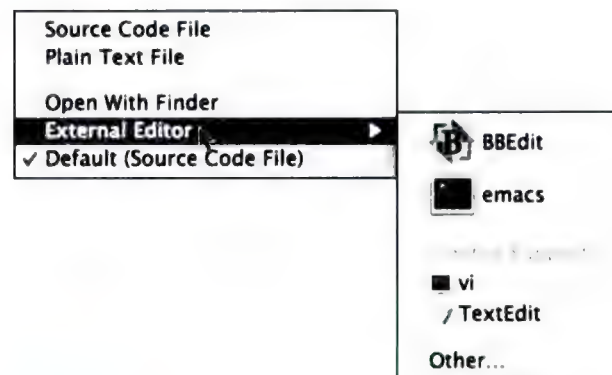 Source Code File
Plain Text File
Open With Finder
External Editor
✓ Default (Source Code File)
BBEdit
emacs
vi
TextEdit
Other...